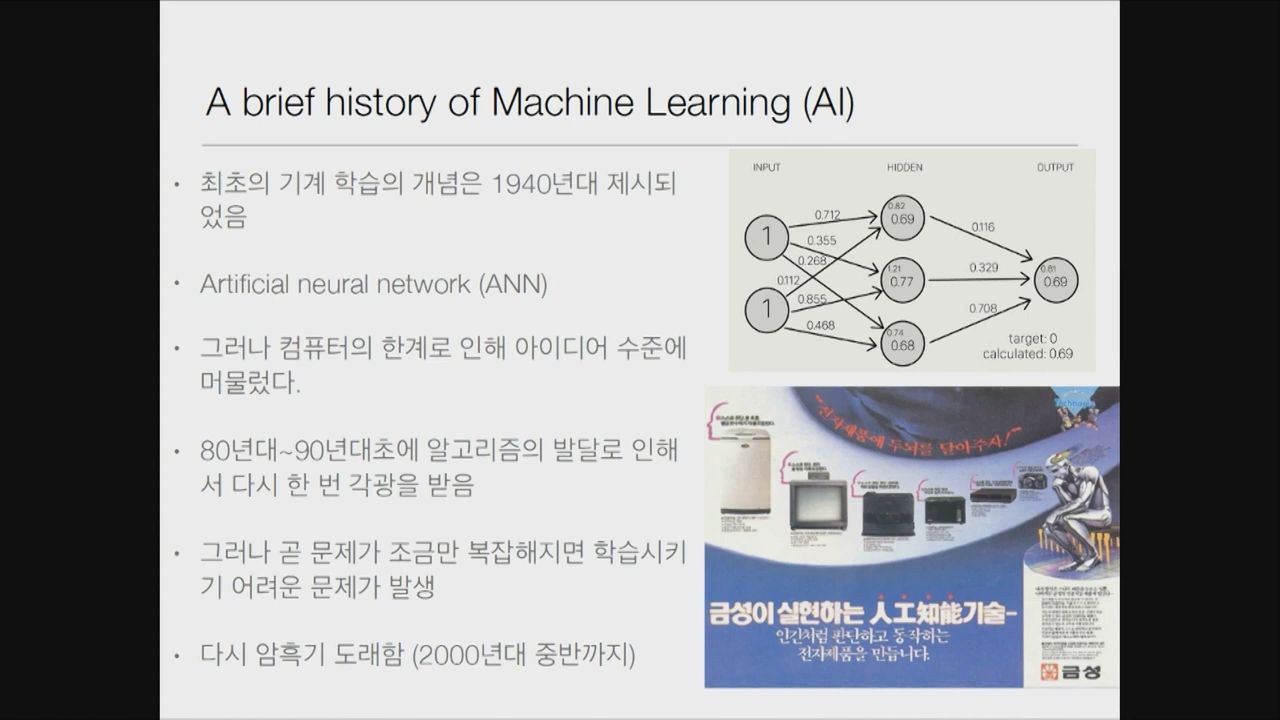 A brief history of Machine Learning (AI)
• 최초의 기계 학습의 개념은 1940년대 제시되
었음
• Artificial neural network (ANN)
• 그러나 컴퓨터의 한계로 인해 아이디어 수준에
머물렀다.
• 80년대~90년대초에 알고리즘의 발달로 인해
서 다시 한 번 각광을 받음
• 그러나 곧 문제가 조금만 복잡해지면 학습시키
기 어려운 문제가 발생
• 다시 암흑기 도래함 (2000년대 중반까지)
INPUT HIDDEN OUTPUT
1
1
0.712
0.355
0.268
0.112
0.855
0.468
0.82
0.69
1.21
0.77
0.74
0.68
0.116
0.329
0.708
0.81
0.69
target: 0
calculated: 0.69
"전자제품에 두뇌를 달아주자!"
금성이 실현하는 人工知能기술-
인간처럼 판단하고 동작하는
전자제품을 만듭니다.
금성